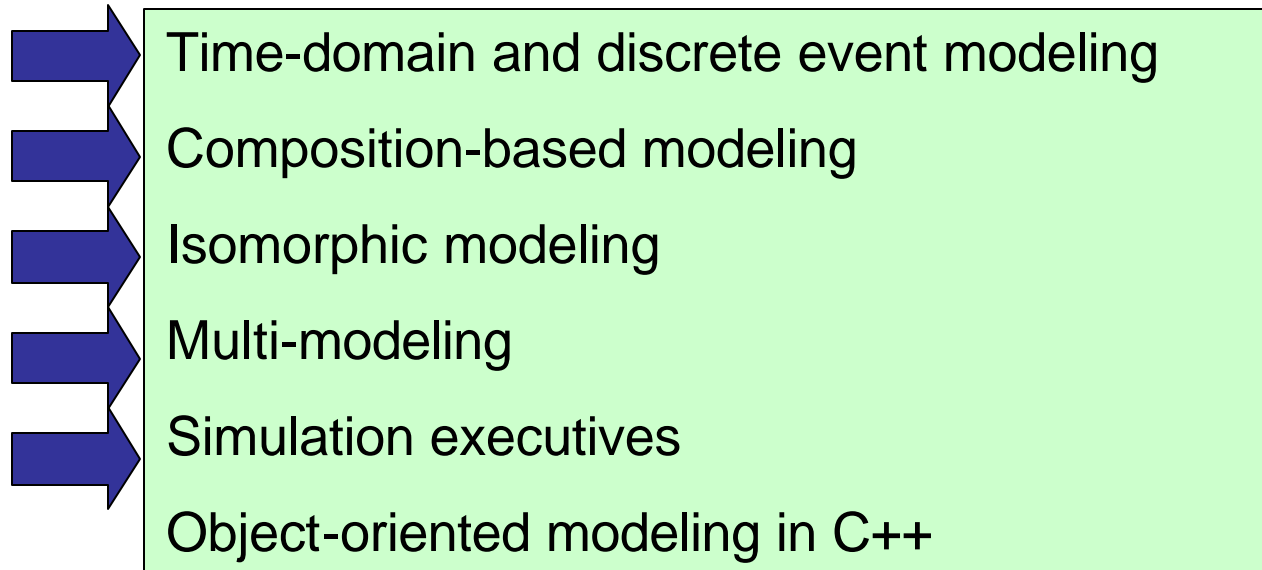 Time-domain and discrete event modeling
Composition-based modeling
Isomorphic modeling
Multi-modeling
Simulation executives
Object-oriented modeling in C++